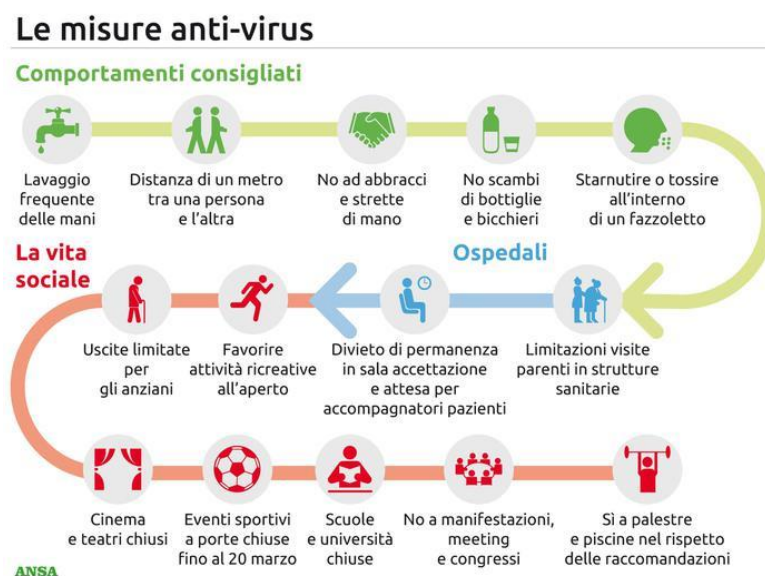 Le misure anti-virus
Comportamenti consigliati
Lavaggio
frequente
delle mani
Distanza di un metro
tra una persona
e l'altra
No ad abbracci
e strette
di mano
No scambi
di bottiglie
e bicchieri
Starnutire o tossire
all'interno
di un fazzoletto
Ospedali
Limitazioni visite
parenti in strutture
sanitarie
Divieto di permanenza
in sala accettazione
e attesa per
accompagnatori pazienti
La vita
sociale
Favorire
attività ricreative
all'aperto
Uscite limitate
per
gli anziani
Cinema
e teatri chiusi
Eventi sportivi
a porte chiuse
fino al 20 marzo
Scuole
e università
chiuse
No a manifestazioni,
meeting
e congressi
Sì a palestre
e piscine nel rispetto
delle raccomandazioni
ANSA